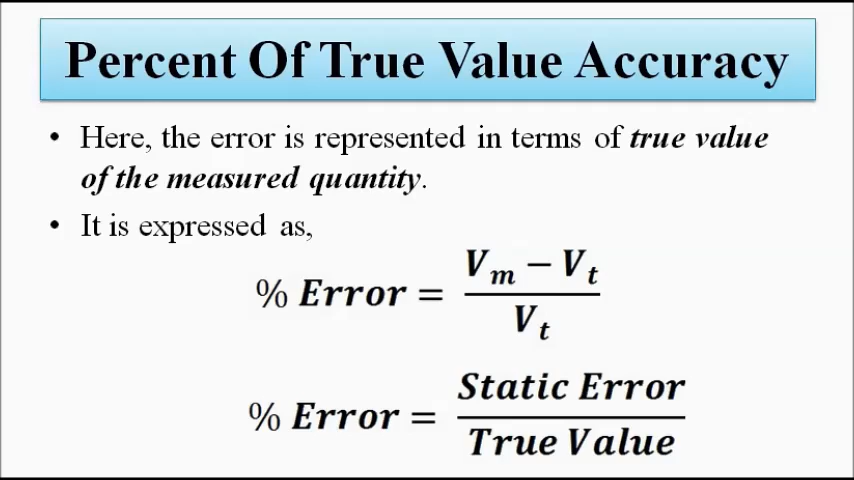 Percent Of True Value Accuracy
• Here, the error is represented in terms of true value
of the measured quantity.
• It is expressed as,
% Error = (V_m − V_t) / V_t
% Error = Static Error / True Value